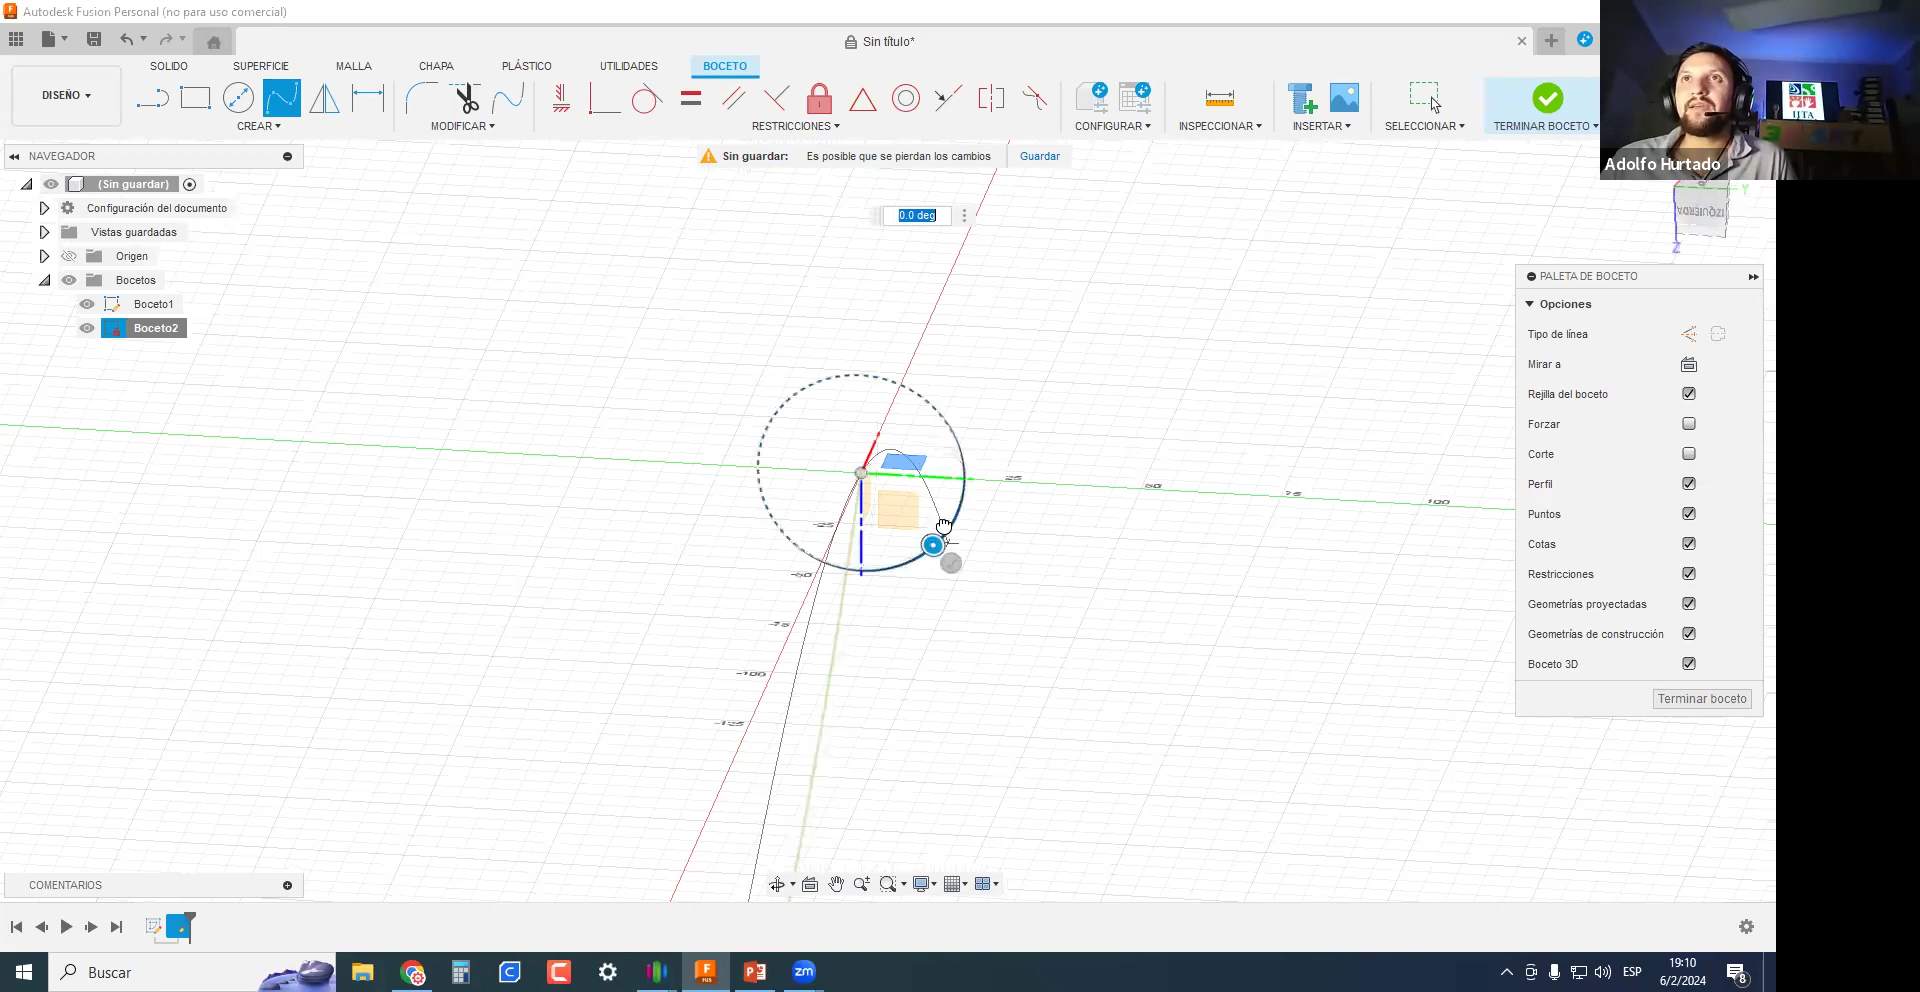 Autodesk Fusion Personal (no para uso comercial)
Sin título*
SOLIDO
SUPERFICIE
MALLA
CHAPA
PLÁSTICO
UTILIDADES
BOCETO
DISEÑO
CREAR
MODIFICAR
RESTRICCIONES
CONFIGURAR
INSPECCIONAR
INSERTAR
SELECCIONAR
TERMINAR BOCETO
IJTA
Adolfo Hurtado
NAVEGADOR
Sin guardar:
Es posible que se pierdan los cambios
Guardar
(Sin guardar)
Configuración del documento
Vistas guardadas
Origen
Bocetos
Boceto1
Boceto2
0.0 deg
Y
IZQUIERDA
Z
25
50
75
100
-25
-50
-75
-100
-125
PALETA DE BOCETO
Opciones
Tipo de línea
Mirar a
Rejilla del boceto
Forzar
Corte
Perfil
Puntos
Cotas
Restricciones
Geometrías proyectadas
Geometrías de construcción
Boceto 3D
Terminar boceto
COMENTARIOS
Buscar
FUS
zm
ESP
19:10
6/2/2024
8